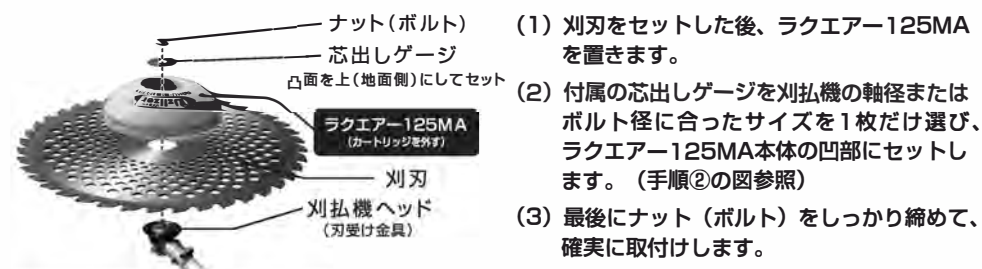 ナット(ボルト)
芯出しゲージ
凸面を上(地面側)にしてセット
ラクエアー125MA
(カートリッジを外す)
刈刃
刈払機ヘッド
(刃受け金具)
(1) 刈刃をセットした後、ラクエアー125MA
を置きます。
(2) 付属の芯出しゲージを刈払機の軸径または
ボルト径に合ったサイズを1枚だけ選び、
ラクエアー125MA本体の凹部にセットし
ます。(手順②の図参照)
(3) 最後にナット(ボルト)をしっかり締めて、
確実に取付けします。